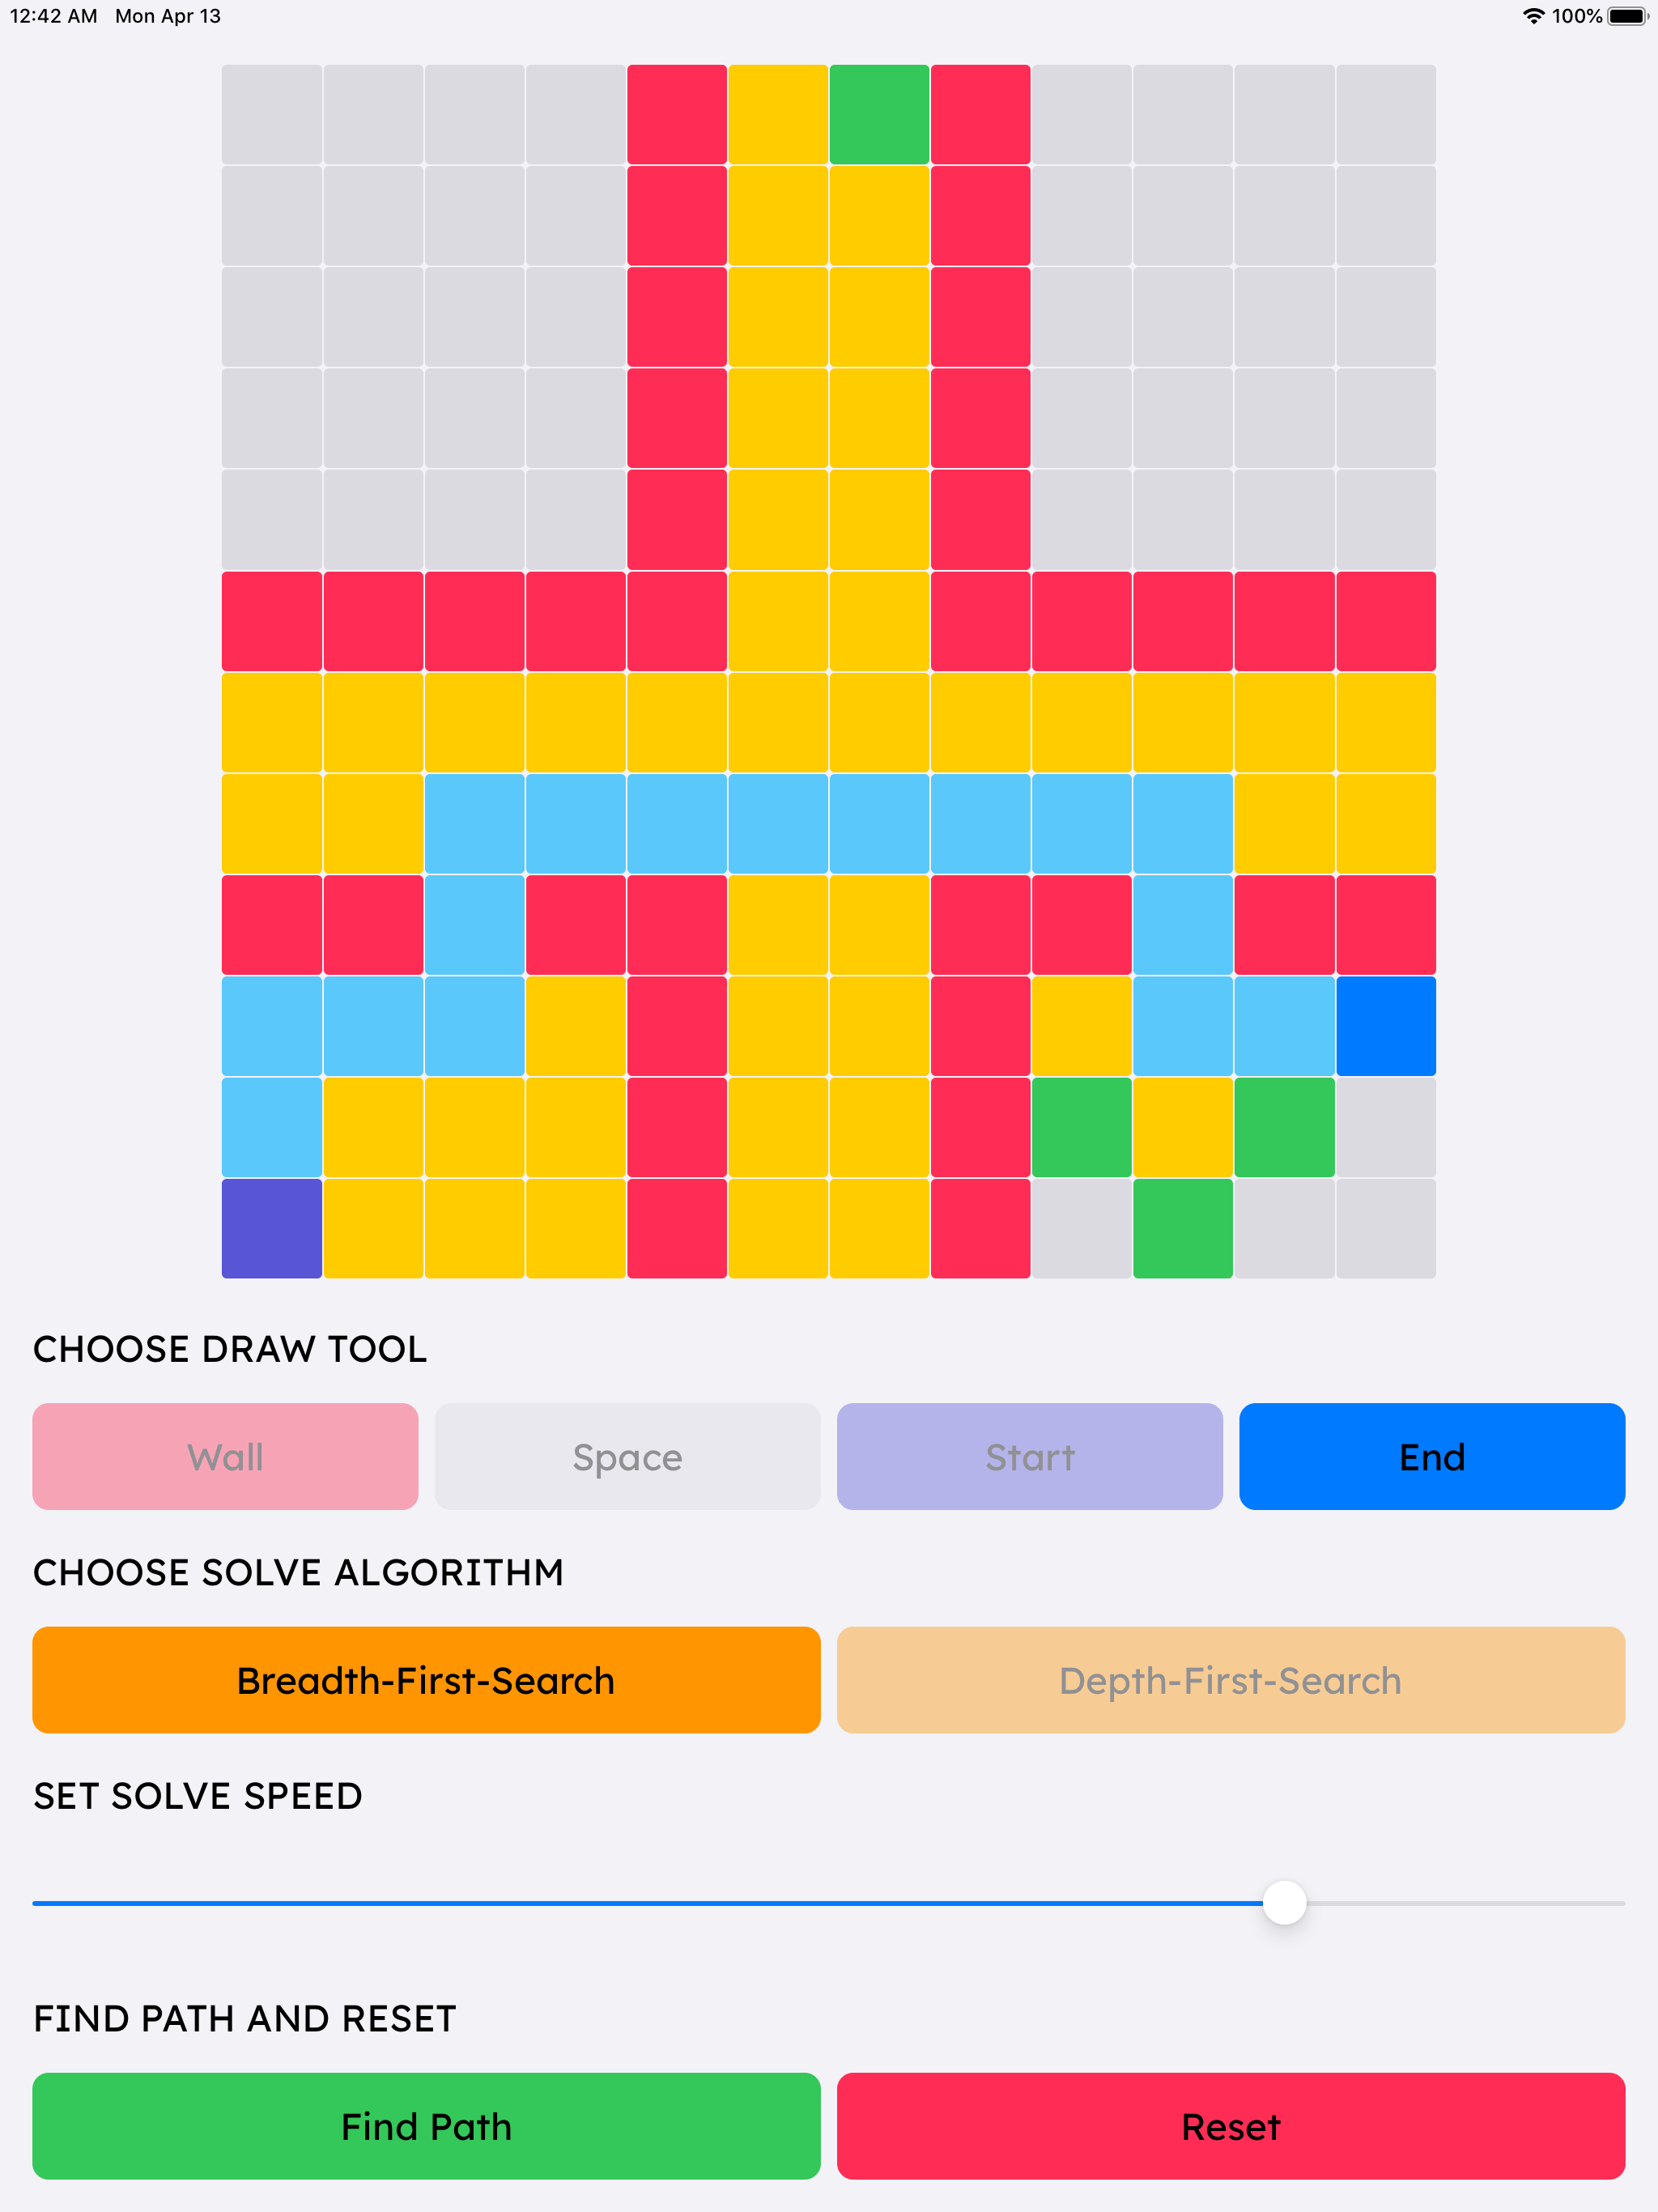 12:42 AM Mon Apr 13 100%
CHOOSE DRAW TOOL
Wall Space Start End
CHOOSE SOLVE ALGORITHM
Breadth-First-Search Depth-First-Search
SET SOLVE SPEED
FIND PATH AND RESET
Find Path Reset